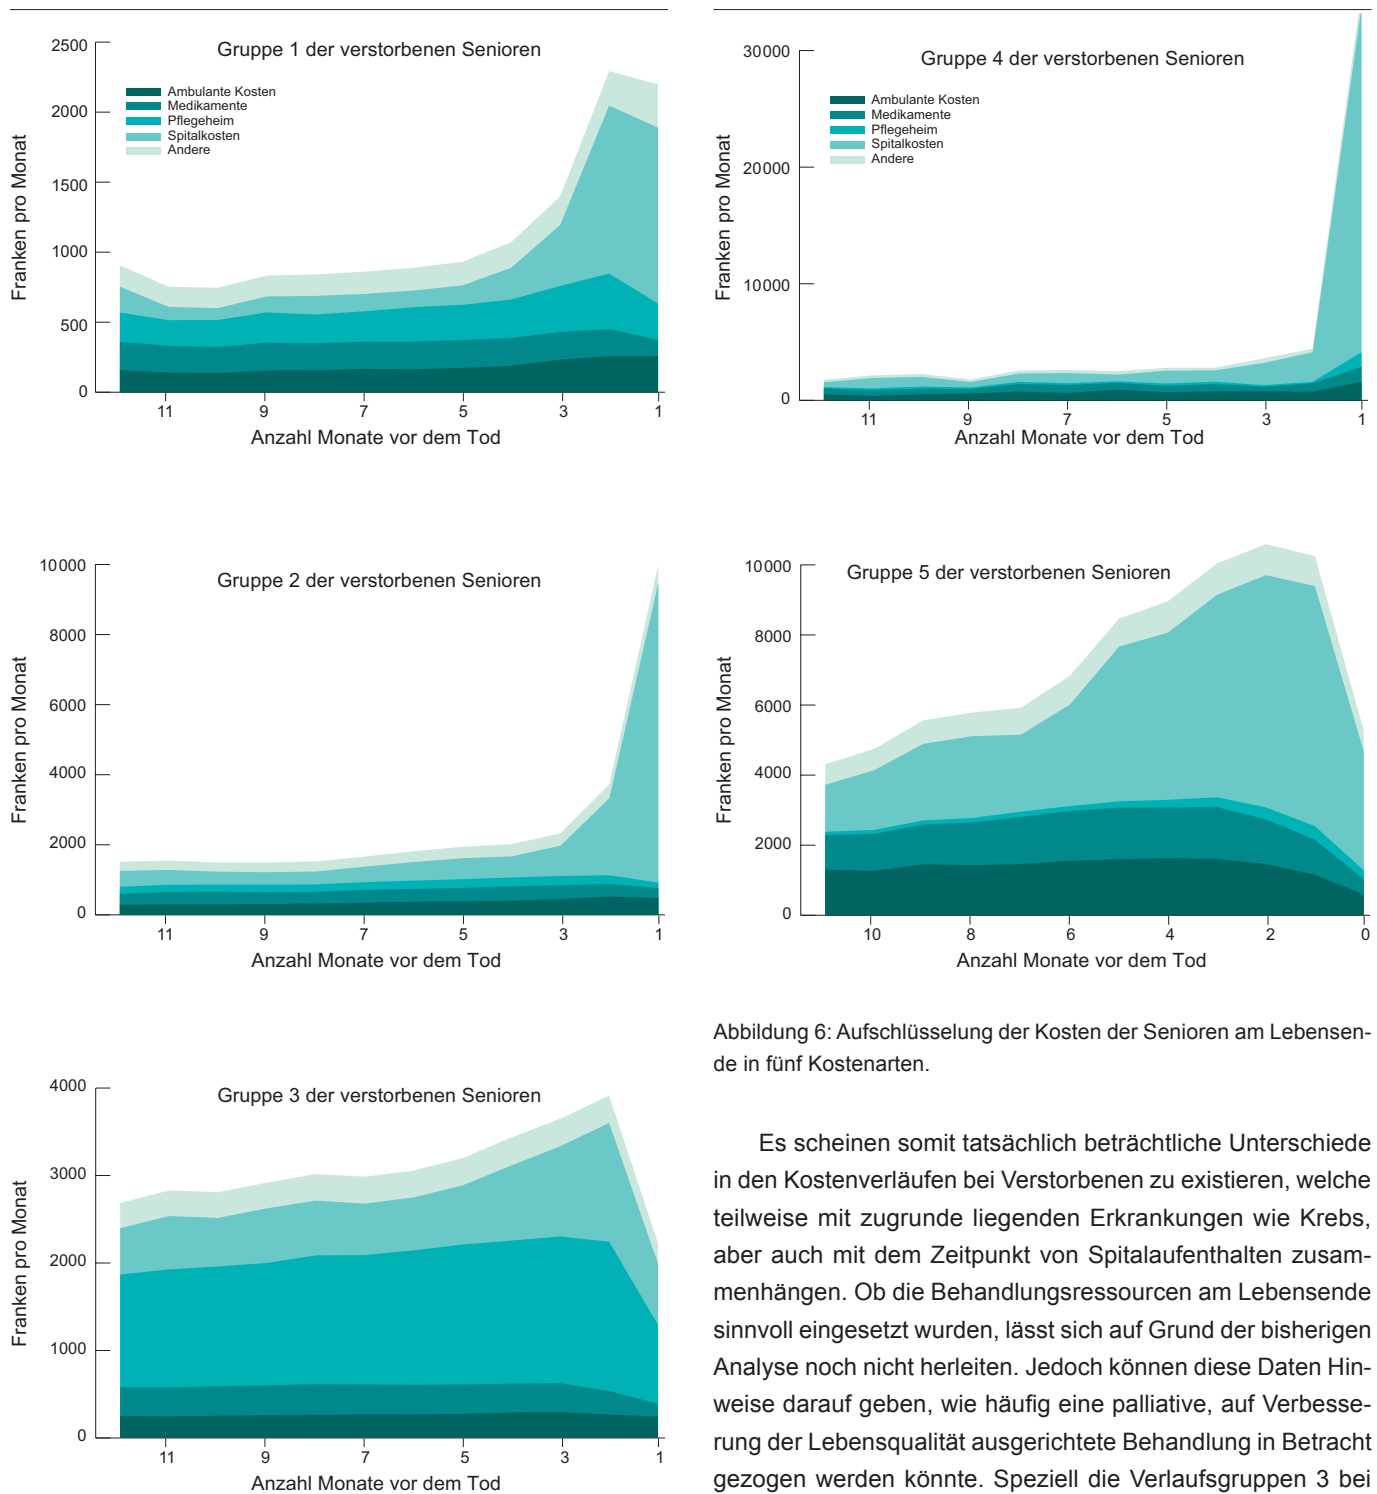 Gruppe 1 der verstorbenen Senioren
Franken pro Monat
2500
2000
1500
1000
500
0
Ambulante Kosten
Medikamente
Pflegeheim
Spitalkosten
Andere
11 9 7 5 3 1
Anzahl Monate vor dem Tod
Gruppe 2 der verstorbenen Senioren
Franken pro Monat
10000
8000
6000
4000
2000
0
11 9 7 5 3 1
Anzahl Monate vor dem Tod
Gruppe 3 der verstorbenen Senioren
Franken pro Monat
4000
3000
2000
1000
0
11 9 7 5 3 1
Anzahl Monate vor dem Tod
Gruppe 4 der verstorbenen Senioren
Franken pro Monat
30000
20000
10000
0
Ambulante Kosten
Medikamente
Pflegeheim
Spitalkosten
Andere
11 9 7 5 3 1
Anzahl Monate vor dem Tod
Gruppe 5 der verstorbenen Senioren
Franken pro Monat
10000
8000
6000
4000
2000
0
10 8 6 4 2 0
Anzahl Monate vor dem Tod
Abbildung 6: Aufschlüsselung der Kosten der Senioren am Lebensen-
de in fünf Kostenarten.
Es scheinen somit tatsächlich beträchtliche Unterschiede
in den Kostenverläufen bei Verstorbenen zu existieren, welche
teilweise mit zugrunde liegenden Erkrankungen wie Krebs,
aber auch mit dem Zeitpunkt von Spitalaufenthalten zusam-
menhängen. Ob die Behandlungsressourcen am Lebensende
sinnvoll eingesetzt wurden, lässt sich auf Grund der bisherigen
Analyse noch nicht herleiten. Jedoch können diese Daten Hin-
weise darauf geben, wie häufig eine palliative, auf Verbesse-
rung der Lebensqualität ausgerichtete Behandlung in Betracht
gezogen werden könnte. Speziell die Verlaufsgruppen 3 bei